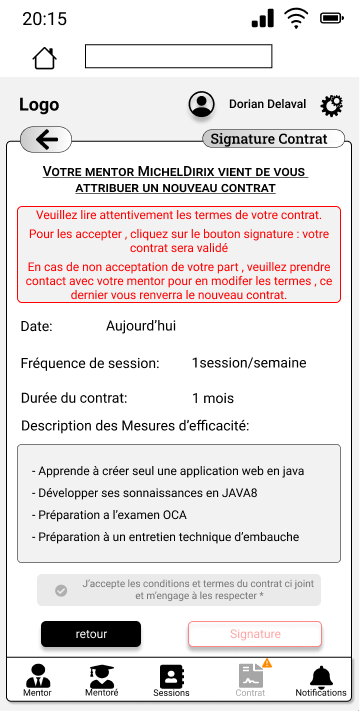 20:15
Logo
Dorian Delaval
Signature Contrat
VOTRE MENTOR MICHELDIRIX VIENT DE VOUS
ATTRIBUER UN NOUVEAU CONTRAT
Veuillez lire attentivement les termes de votre contrat.
Pour les accepter , cliquez sur le bouton signature : votre
contrat sera validé
En cas de non acceptation de votre part , veuillez prendre
contact avec votre mentor pour en modifer les termes , ce
dernier vous renverra le nouveau contrat.
Date: Aujourd’hui
Fréquence de session: 1session/semaine
Durée du contrat: 1 mois
Description des Mesures d’efficacité:
- Apprende à créer seul une application web en java
- Développer ses sonnaissances en JAVA8
- Préparation a l’examen OCA
- Préparation à un entretien technique d’embauche
J’accepte les conditions et termes du contrat ci joint
et m’engage à les respecter *
retour Signature
Mentor Mentoré Sessions Contrat Notifications